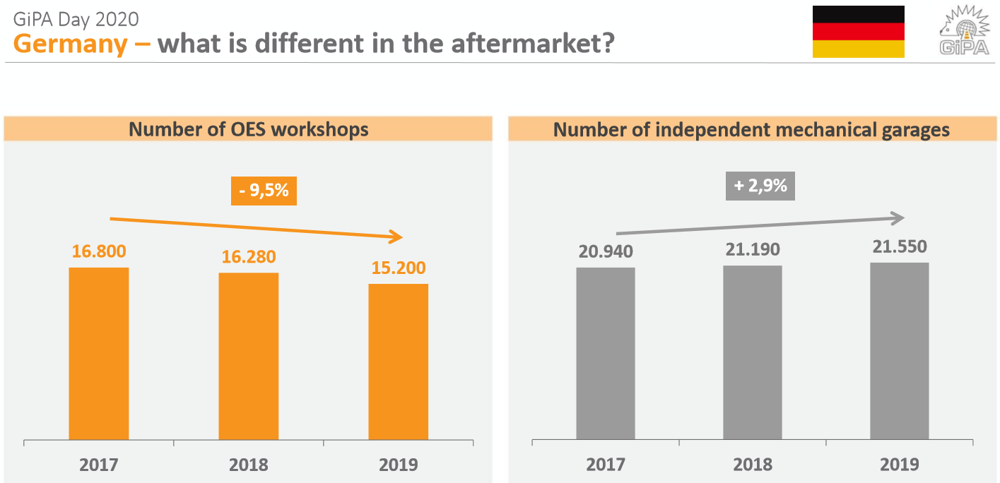 GiPA Day 2020
Germany – what is different in the aftermarket?
GiPA
Number of OES workshops
- 9,5%
16.800
16.280
15.200
2017
2018
2019
Number of independent mechanical garages
+ 2,9%
20.940
21.190
21.550
2017
2018
2019